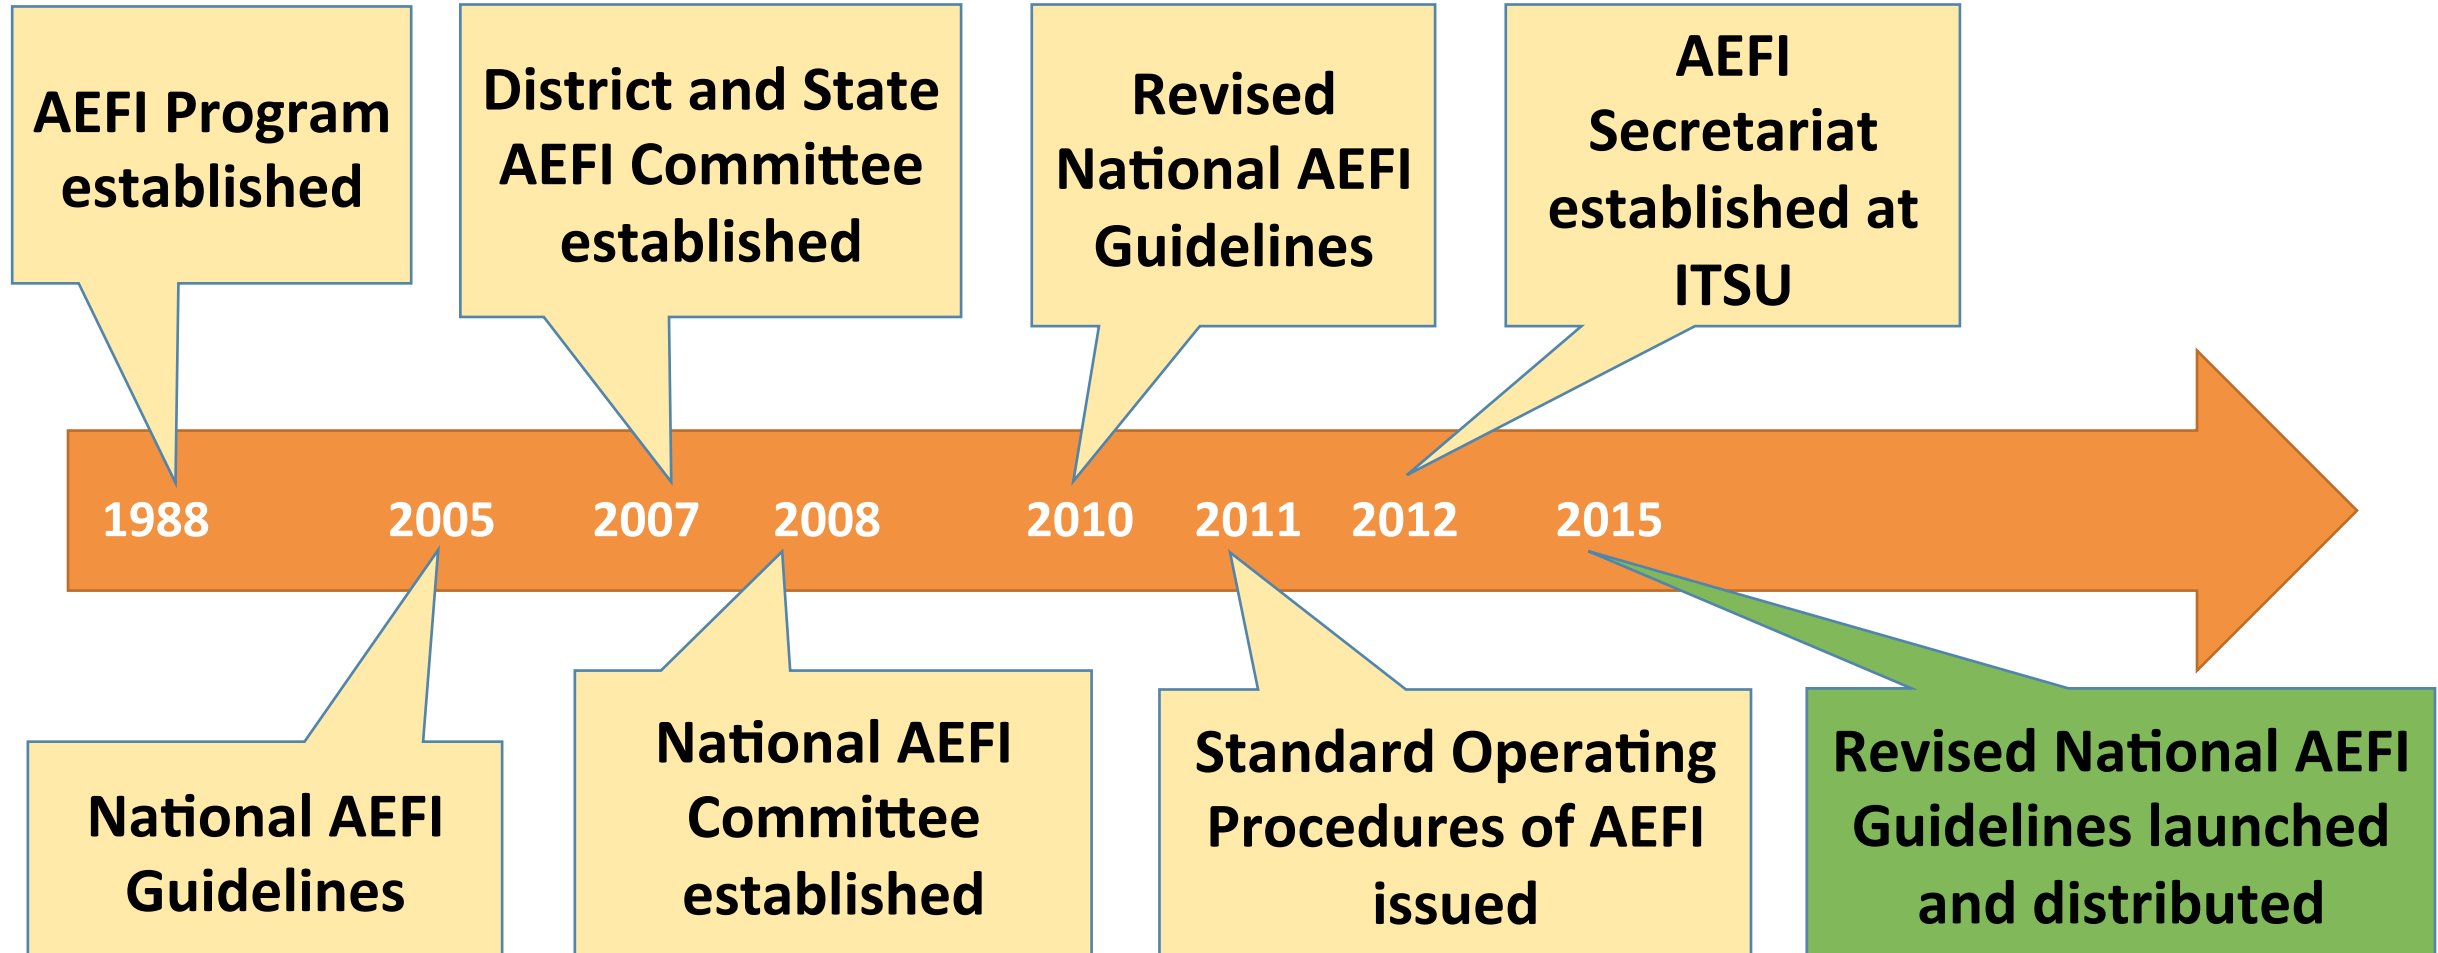 AEFI Program
established
District and State
AEFI Committee
established
Revised
National AEFI
Guidelines
AEFI
Secretariat
established at
ITSU
1988 2005 2007 2008 2010 2011 2012 2015
National AEFI
Guidelines
National AEFI
Committee
established
Standard Operating
Procedures of AEFI
issued
Revised National AEFI
Guidelines launched
and distributed